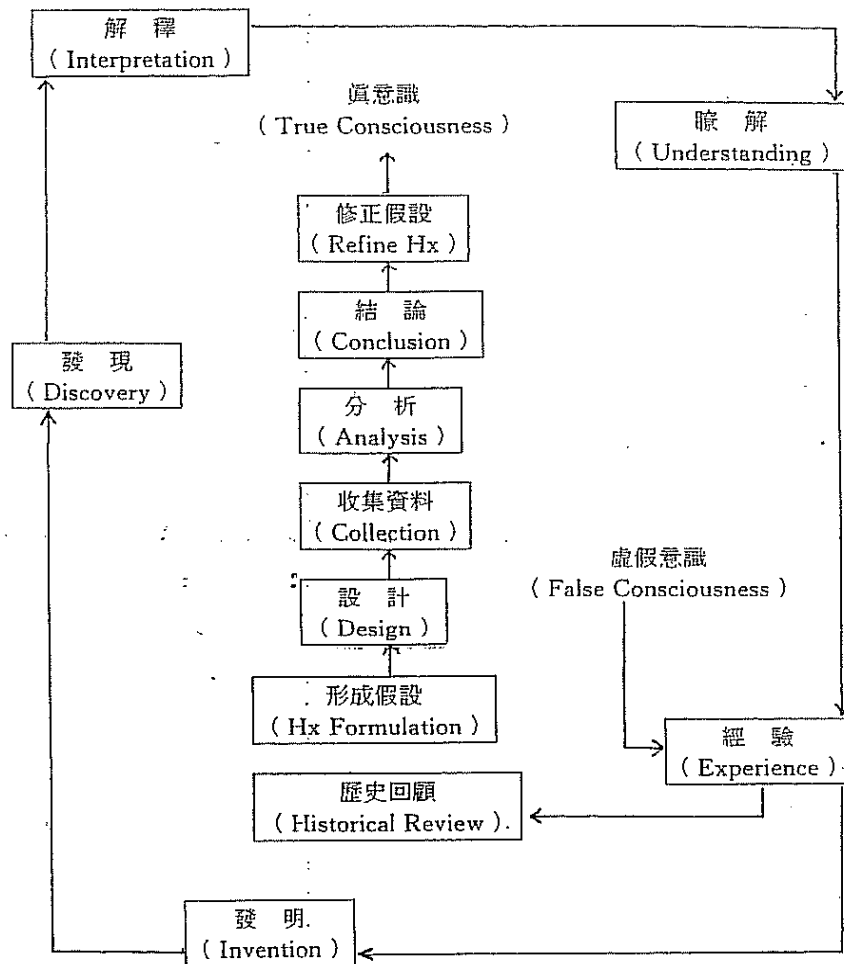 解 釋
( Interpretation )
眞意識
( True Consciousness )
瞭 解
( Understanding )
修正假設
( Refine Hx )
結 論
( Conclusion )
發 現
( Discovery )
分 析
( Analysis )
收集資料
( Collection )
虛假意識
( False Consciousness )
設 計
( Design )
形成假設
( Hx Formulation )
經 驗
( Experience )
歷史回顧
( Historical Review ).
發 明
( Invention )